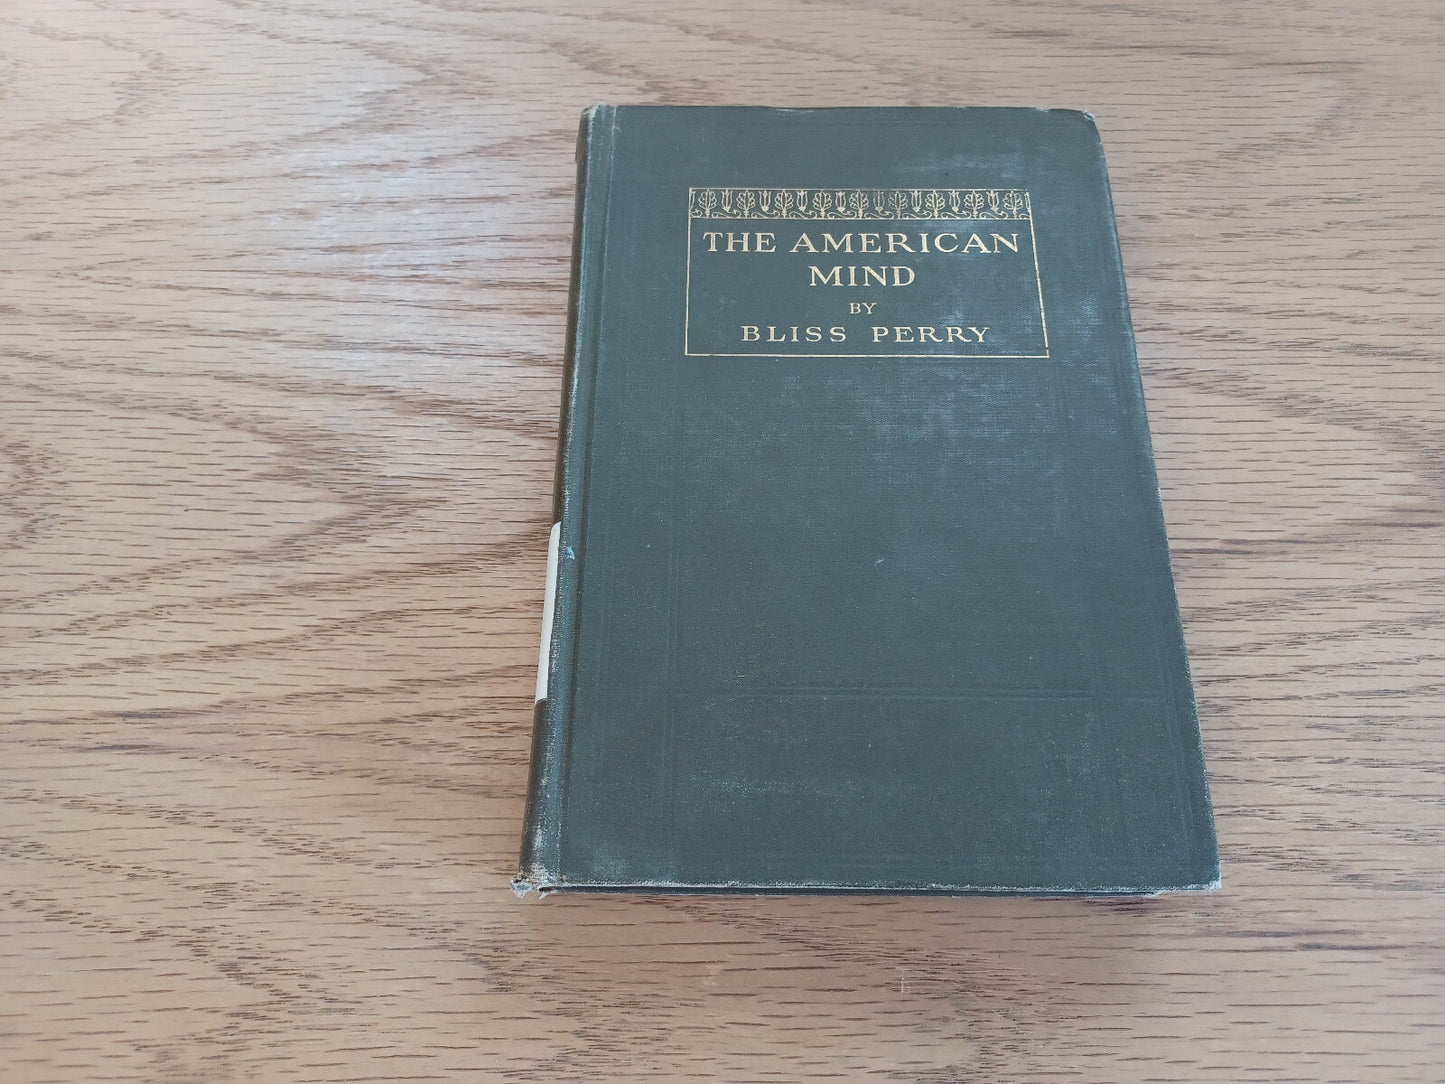 THE AMERICAN
MIND
BY
BLISS PERRY